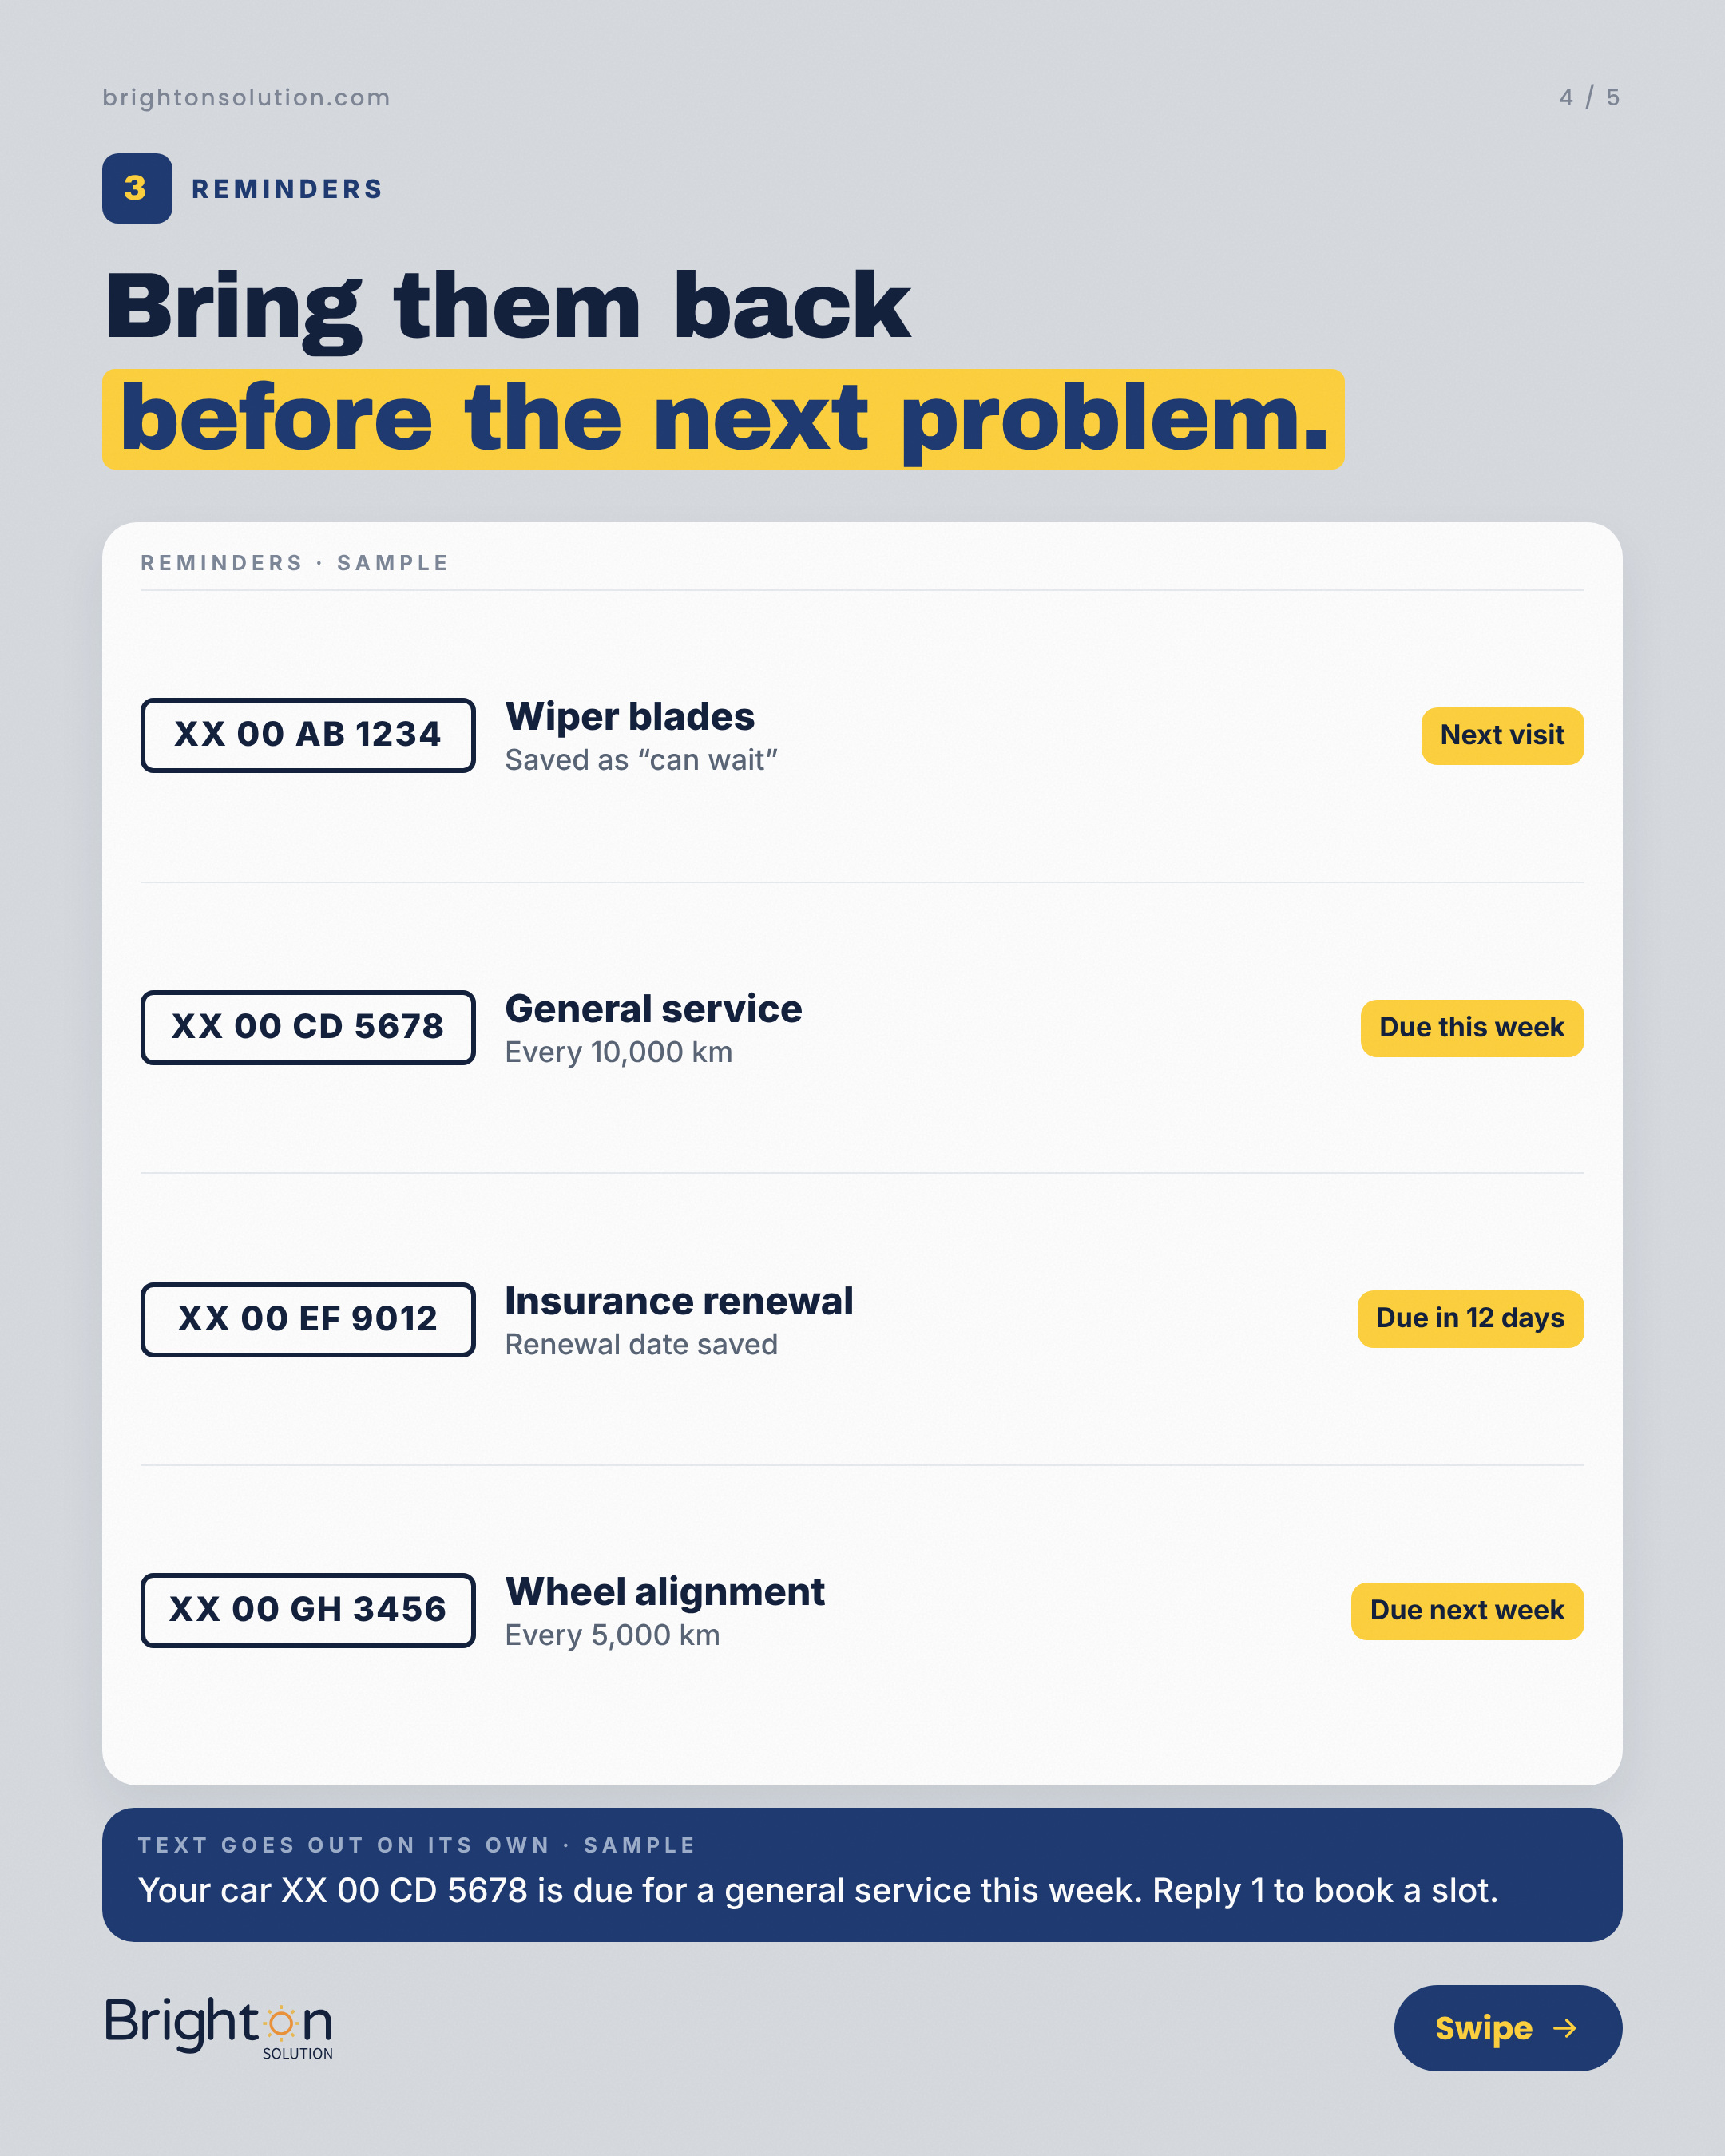 brightonsolution.com
4 / 5
3
REMINDERS
Bring them back
before the next problem.
REMINDERS · SAMPLE
XX 00 AB 1234
Wiper blades
Saved as “can wait”
Next visit
XX 00 CD 5678
General service
Every 10,000 km
Due this week
XX 00 EF 9012
Insurance renewal
Renewal date saved
Due in 12 days
XX 00 GH 3456
Wheel alignment
Every 5,000 km
Due next week
TEXT GOES OUT ON ITS OWN · SAMPLE
Your car XX 00 CD 5678 is due for a general service this week. Reply 1 to book a slot.
Brighton
SOLUTION
Swipe →